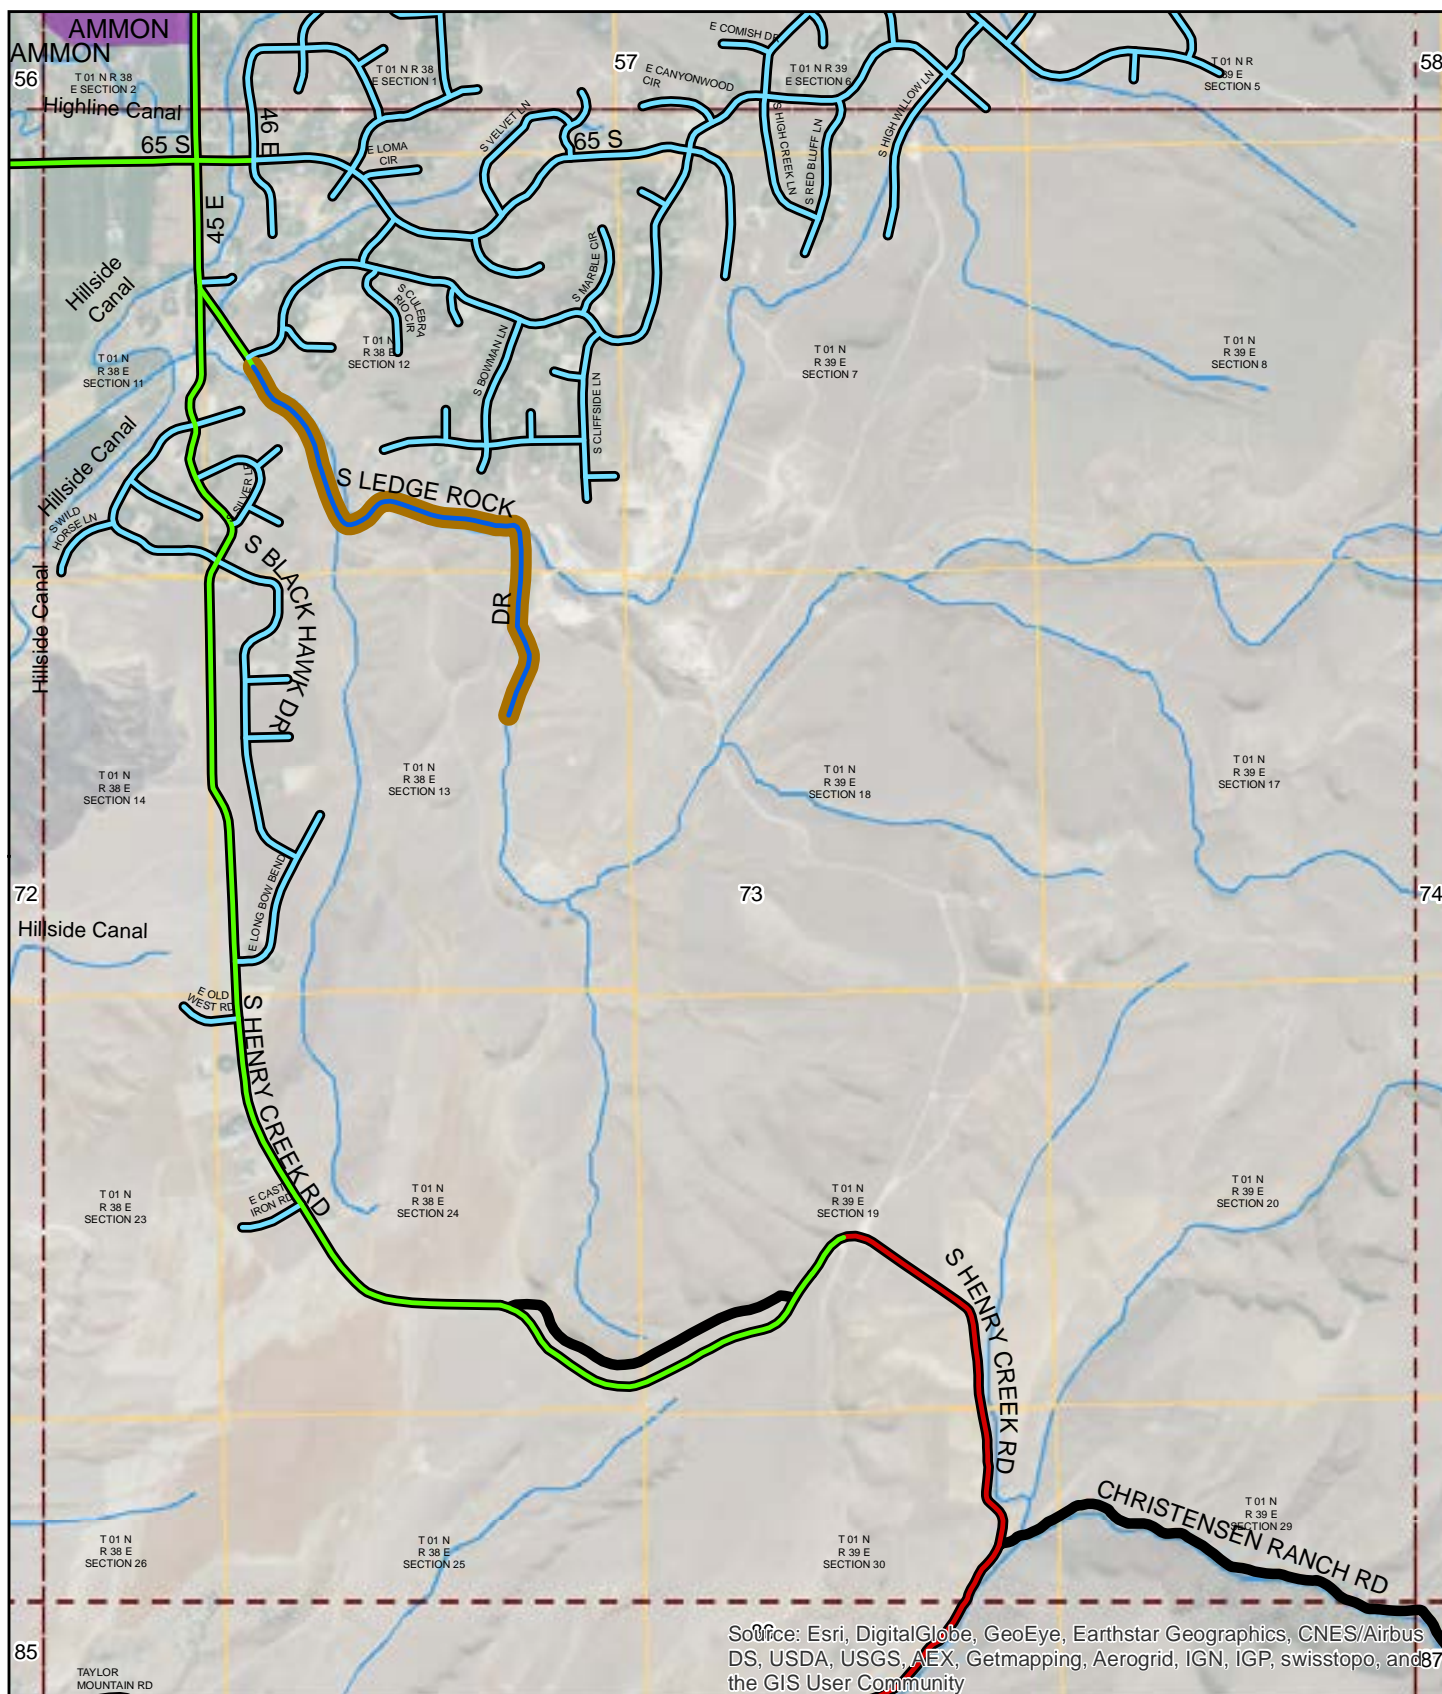 AMMON
AMMON
56
57
58
T 01 N R 38
E SECTION 2
T 01 N R 38
E SECTION 1
E COMISH DR
E CANYONWOOD
CIR
T 01 N R 39
E SECTION 6
T 01 N R
39 E
SECTION 5
Highline Canal
65 S
46 E
E LOMA
CIR
S VELVET LN
65 S
S HIGH CREEK LN
S RED BLUFF LN
S HIGH WILLOW LN
45 E
Hillside
Canal
S CULEBRA
RIO CIR
S MARBLE CIR
T 01 N
R 38 E
SECTION 11
T 01 N
R 38 E
SECTION 12
S BOWMAN LN
S CLIFFSIDE LN
T 01 N
R 39 E
SECTION 7
T 01 N
R 39 E
SECTION 8
Hillside Canal
S WILD
HORSE LN
S SILVER LN
S LEDGE ROCK
DR
Hillside Canal
S BLACK HAWK DR
T 01 N
R 38 E
SECTION 14
T 01 N
R 38 E
SECTION 13
T 01 N
R 39 E
SECTION 18
T 01 N
R 39 E
SECTION 17
72
73
74
E LONG BOW BEND
Hillside Canal
E OLD
WEST RD
S HENRY CREEK RD
E CAST
IRON RD
T 01 N
R 38 E
SECTION 23
T 01 N
R 38 E
SECTION 24
T 01 N
R 39 E
SECTION 19
T 01 N
R 39 E
SECTION 20
S HENRY CREEK RD
CHRISTENSEN RANCH RD
T 01 N
R 38 E
SECTION 26
T 01 N
R 38 E
SECTION 25
T 01 N
R 39 E
SECTION 30
T 01 N
R 39 E
SECTION 29
85
87
TAYLOR
MOUNTAIN RD
Source: Esri, DigitalGlobe, GeoEye, Earthstar Geographics, CNES/Airbus
DS, USDA, USGS, AEX, Getmapping, Aerogrid, IGN, IGP, swisstopo, and
the GIS User Community